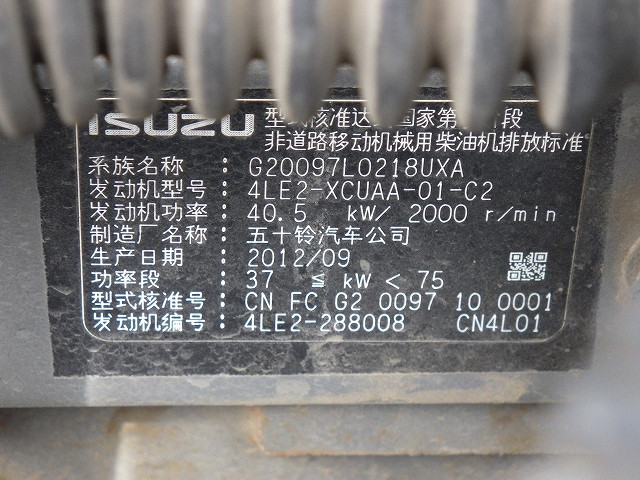 ISUZU
型式核准达 国家第 阶段
非道路移动机械用柴油机排放标准
系族名称 : G20097L0218UXA
发动机型号 : 4LE2-XCUAA-01-C2
发动机功率 : 40.5 kW/ 2000 r/min
制造厂名称 : 五十铃汽车公司
生产日期 : 2012/09
功率段 : 37 ≦ kW < 75
型式核准号 : CN FC G2 0097 10 0001
发动机编号 : 4LE2-288008 CN4L01